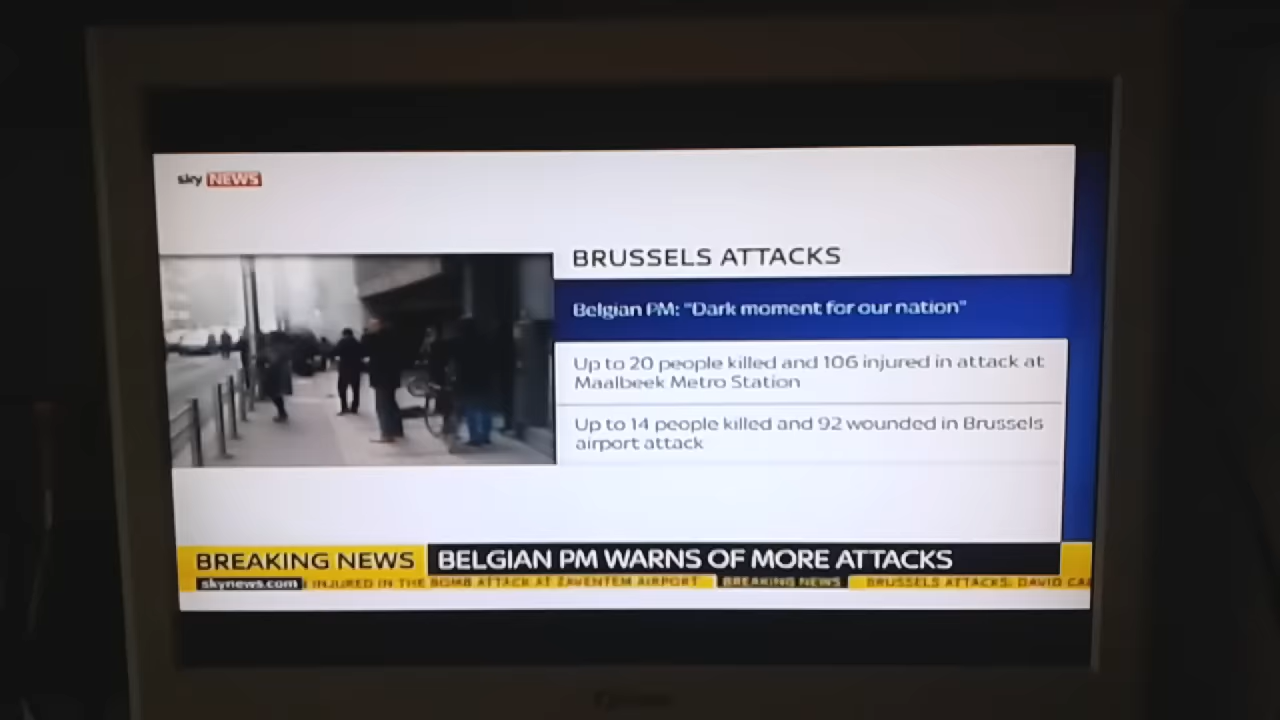 sky NEWS
BRUSSELS ATTACKS
Belgian PM: "Dark moment for our nation"
Up to 20 people killed and 106 injured in attack at
Maalbeek Metro Station
Up to 14 people killed and 92 wounded in Brussels
airport attack
BREAKING NEWS BELGIAN PM WARNS OF MORE ATTACKS
skynews.com INJURED IN THE BOMB ATTACK AT ZAVENTEM AIRPORT BREAKING NEWS BRUSSELS ATTACKS: DAVID